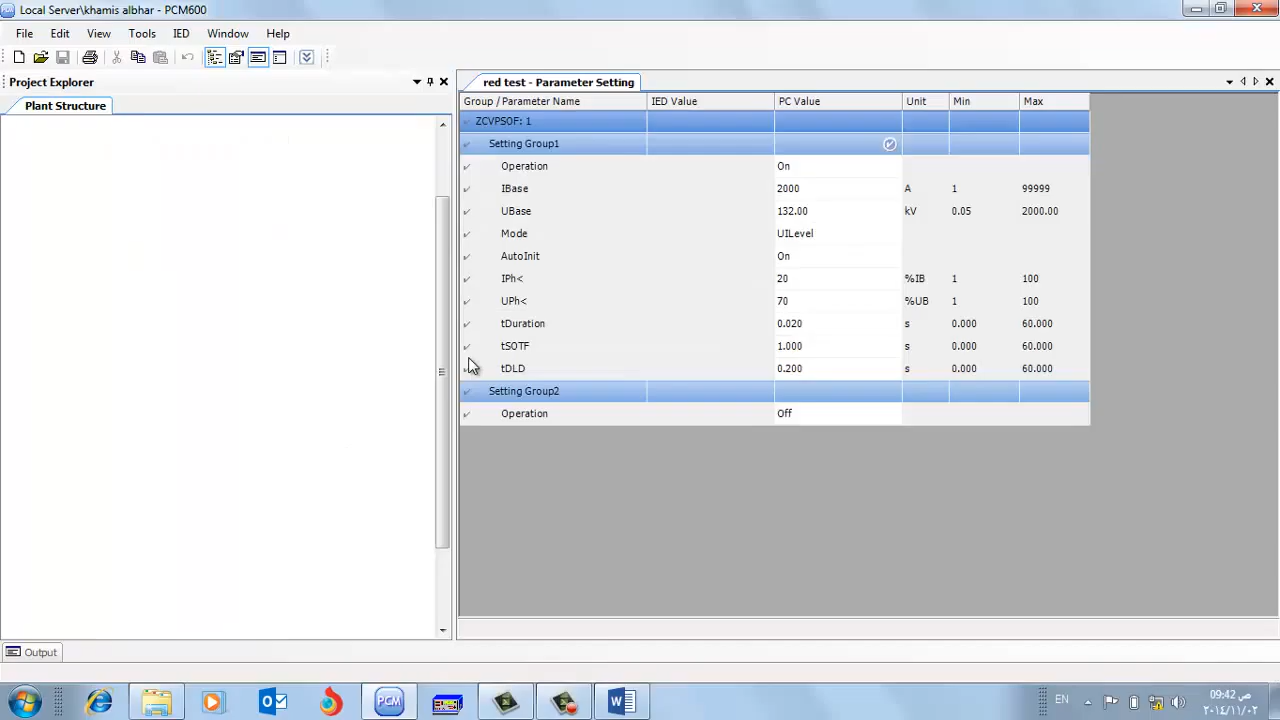 Local Server\khamis albhar - PCM600
File Edit View Tools IED Window Help
Project Explorer
Plant Structure
red test - Parameter Setting
Group / Parameter Name IED Value PC Value Unit Min Max
ZCVPSOF: 1
Setting Group1
Operation On
IBase 2000 A 1 99999
UBase 132.00 kV 0.05 2000.00
Mode UILevel
AutoInit On
IPh< 20 %IB 1 100
UPh< 70 %UB 1 100
tDuration 0.020 s 0.000 60.000
tSOTF 1.000 s 0.000 60.000
tDLD 0.200 s 0.000 60.000
Setting Group2
Operation Off
Output
PCM
EN
09:42 ص
٢٠١٤/١١/٠٢